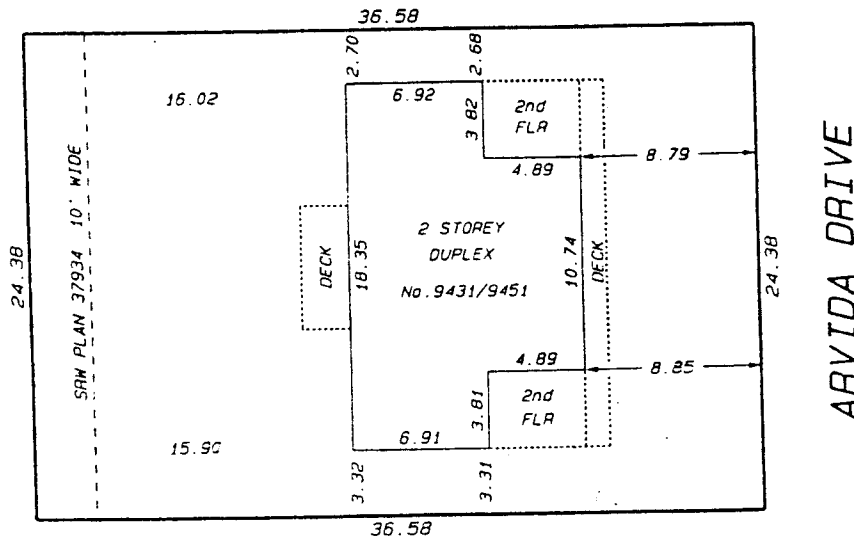 36.58
2.70
2.68
16.02
6.92
3.82
2nd
FLR
4.89
8.79
SRW PLAN 37934 10' WIDE
24.38
DECK
18.35
2 STOREY
DUPLEX
No.9431/9451
10.74
DECK
24.38
ARVIDA DRIVE
4.89
8.85
3.81
2nd
FLR
6.91
3.32
3.31
36.58